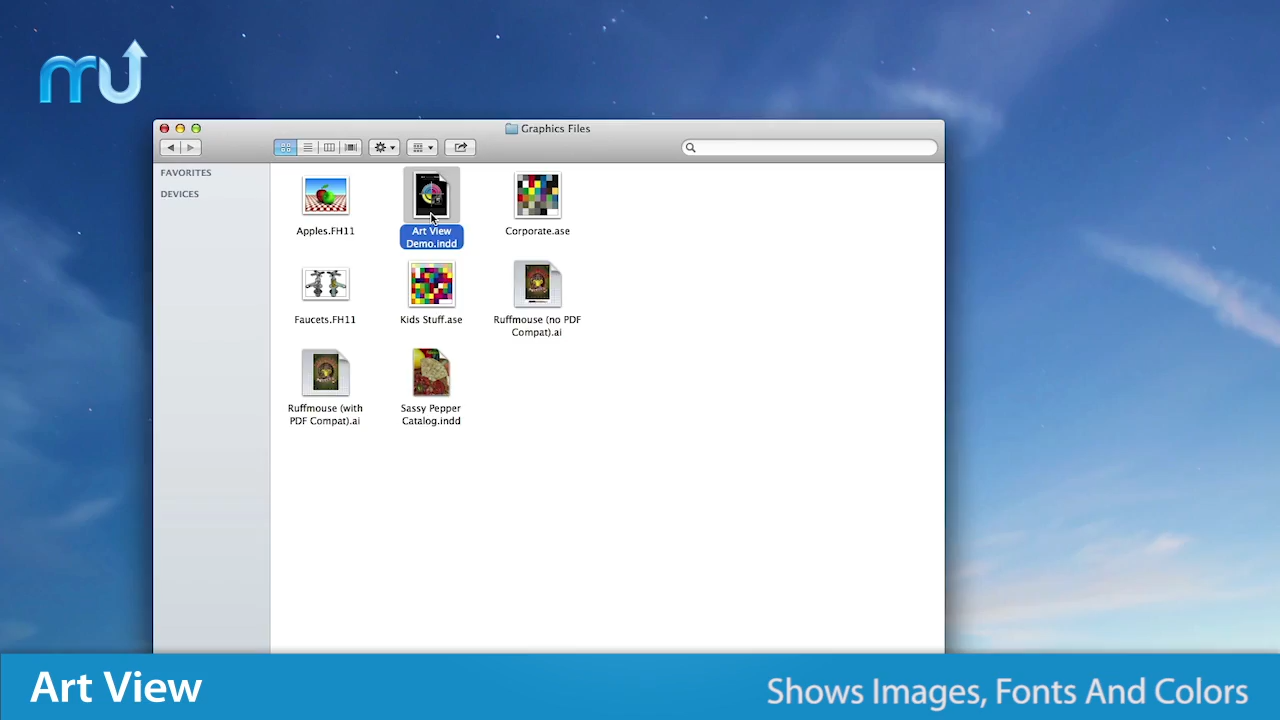 mu
Graphics Files
FAVORITES
DEVICES
Apples.FH11
Art View
Demo.indd
Corporate.ase
Faucets.FH11
Kids Stuff.ase
Ruffmouse (no PDF
Compat).ai
Ruffmouse (with
PDF Compat).ai
Sassy Pepper
Catalog.indd
Art View
Shows Images, Fonts And Colors